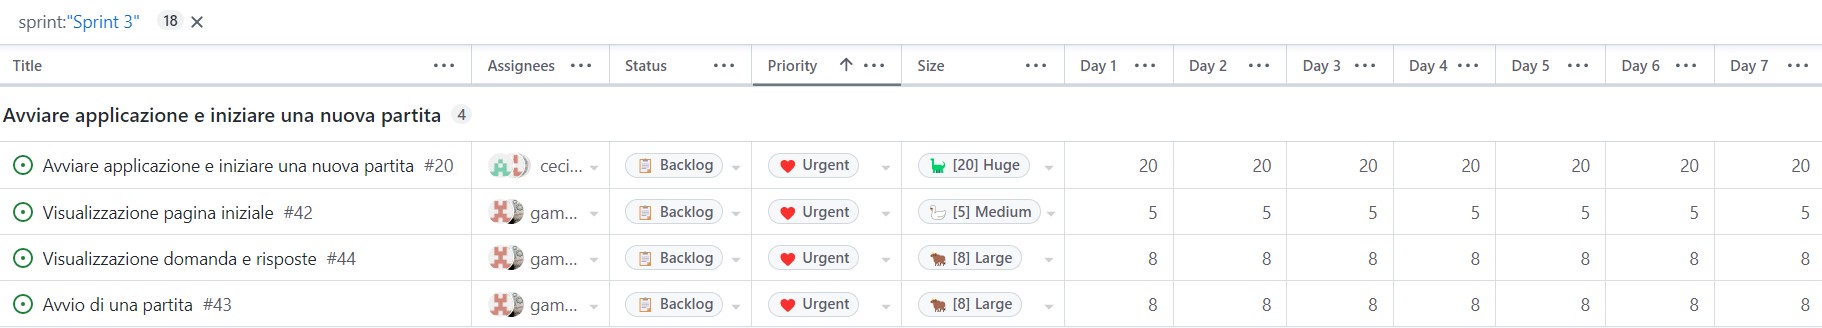 sprint:"Sprint 3" 18
Title Assignees Status Priority Size Day 1 Day 2 Day 3 Day 4 Day 5 Day 6 Day 7
Avviare applicazione e iniziare una nuova partita 4
Avviare applicazione e iniziare una nuova partita #20 ceci... Backlog Urgent [20] Huge 20 20 20 20 20 20 20
Visualizzazione pagina iniziale #42 gam... Backlog Urgent [5] Medium 5 5 5 5 5 5 5
Visualizzazione domanda e risposte #44 gam... Backlog Urgent [8] Large 8 8 8 8 8 8 8
Avvio di una partita #43 gam... Backlog Urgent [8] Large 8 8 8 8 8 8 8